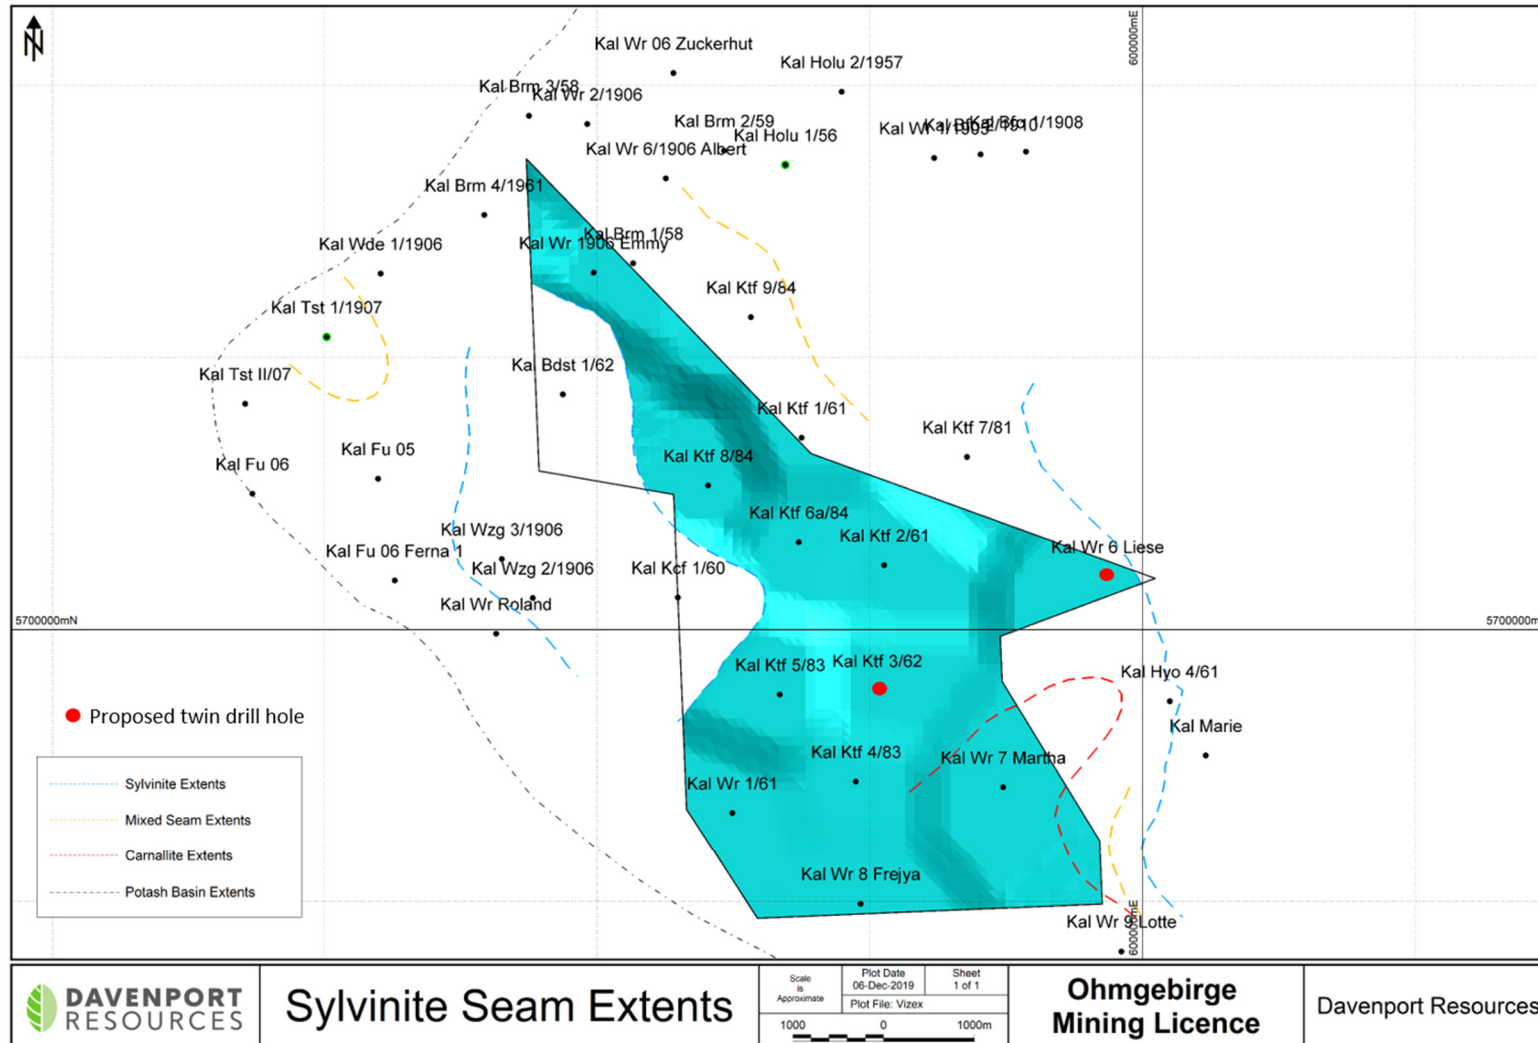 N
600000mE
Kal Wr 06 Zuckerhut
Kal Holu 2/1957
Kal Brm 3/58
Kal Wr 2/1906
Kal Brm 2/59
Kal Holu 1/56
Kal Wr 1/1905
Kal Bfo 1/1908
Kal Wr 6/1906 Albert
Kal Brm 4/1961
Kal Brm 1/58
Kal Wr 1906 Emmy
Kal Wde 1/1906
Kal Ktf 9/84
Kal Tst 1/1907
Kal Tst II/07
Kal Bdst 1/62
Kal Ktf 1/61
Kal Ktf 7/81
Kal Fu 05
Kal Fu 06
Kal Ktf 8/84
Kal Ktf 6a/84
Kal Wzg 3/1906
Kal Ktf 2/61
Kal Fu 06 Ferna 1
Kal Wr 6 Liese
Kal Wzg 2/1906
Kal Kcf 1/60
Kal Wr Roland
5700000mN
5700000m
Kal Ktf 5/83
Kal Ktf 3/62
Kal Hyo 4/61
Proposed twin drill hole
Kal Marie
Kal Ktf 4/83
Kal Wr 7 Martha
Kal Wr 1/61
Sylvinite Extents
Mixed Seam Extents
Carnallite Extents
Potash Basin Extents
Kal Wr 8 Frejya
600000mE
Kal Wr 9 Lotte
DAVENPORT
RESOURCES
Sylvinite Seam Extents
Scale
is
Approximate
Plot Date
06-Dec-2019
Sheet
1 of 1
Plot File: Vizex
1000 0 1000m
Ohmgebirge
Mining Licence
Davenport Resources